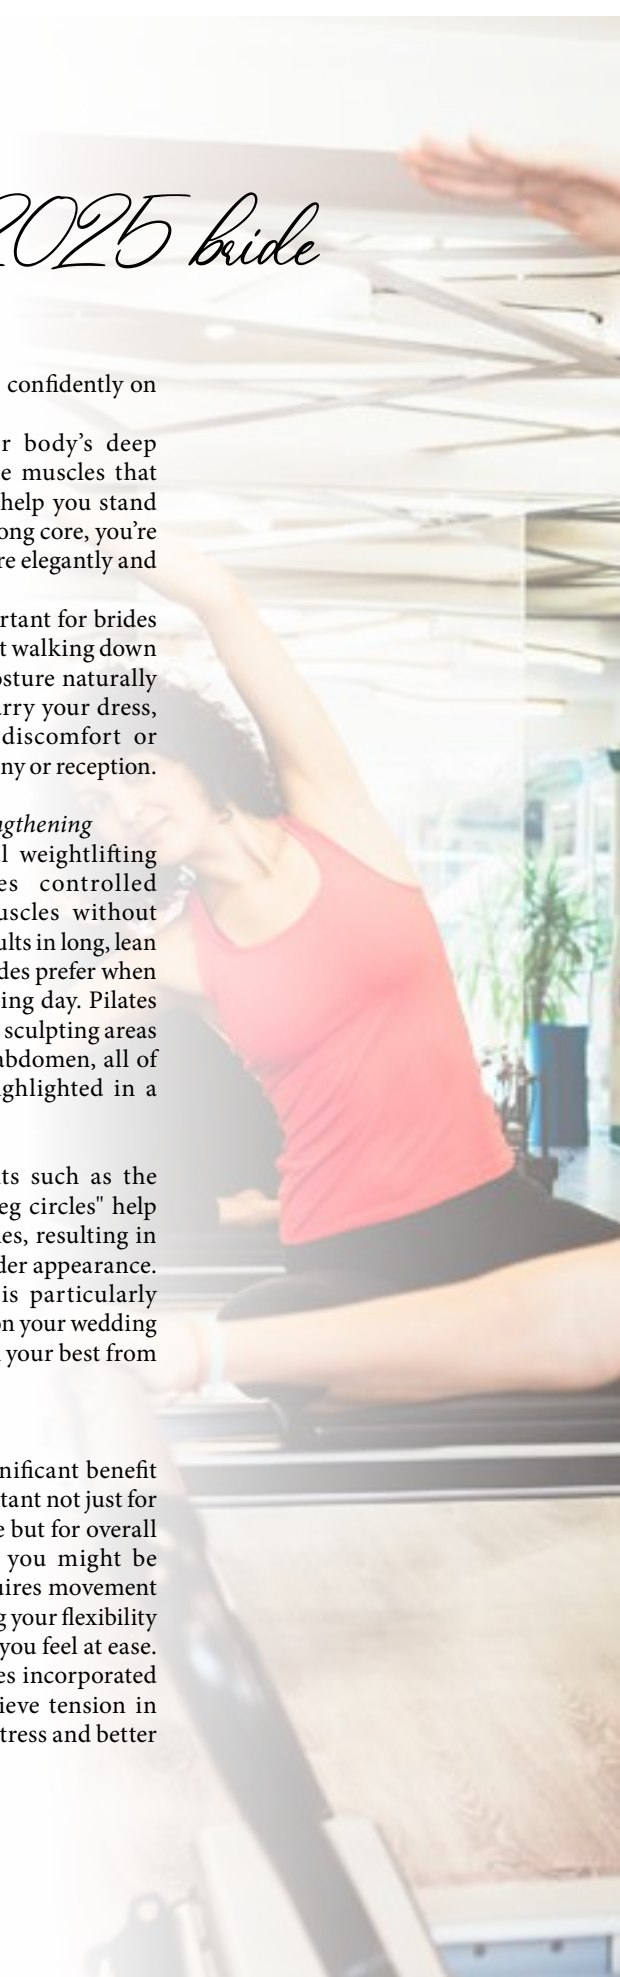 2025 bride
confidently on
r body's deep
e muscles that
help you stand
ong core, you're
re elegantly and
rtant for brides
t walking down
osture naturally
arry your dress,
discomfort or
ny or reception.
ngthening
l weightlifting
es controlled
uscles without
ults in long, lean
des prefer when
ing day. Pilates
sculpting areas
abdomen, all of
ghlighted in a
ts such as the
eg circles" help
es, resulting in
der appearance.
is particularly
on your wedding
your best from
nificant benefit
tant not just for
e but for overall
you might be
uires movement
g your flexibility
you feel at ease.
es incorporated
ieve tension in
tress and better